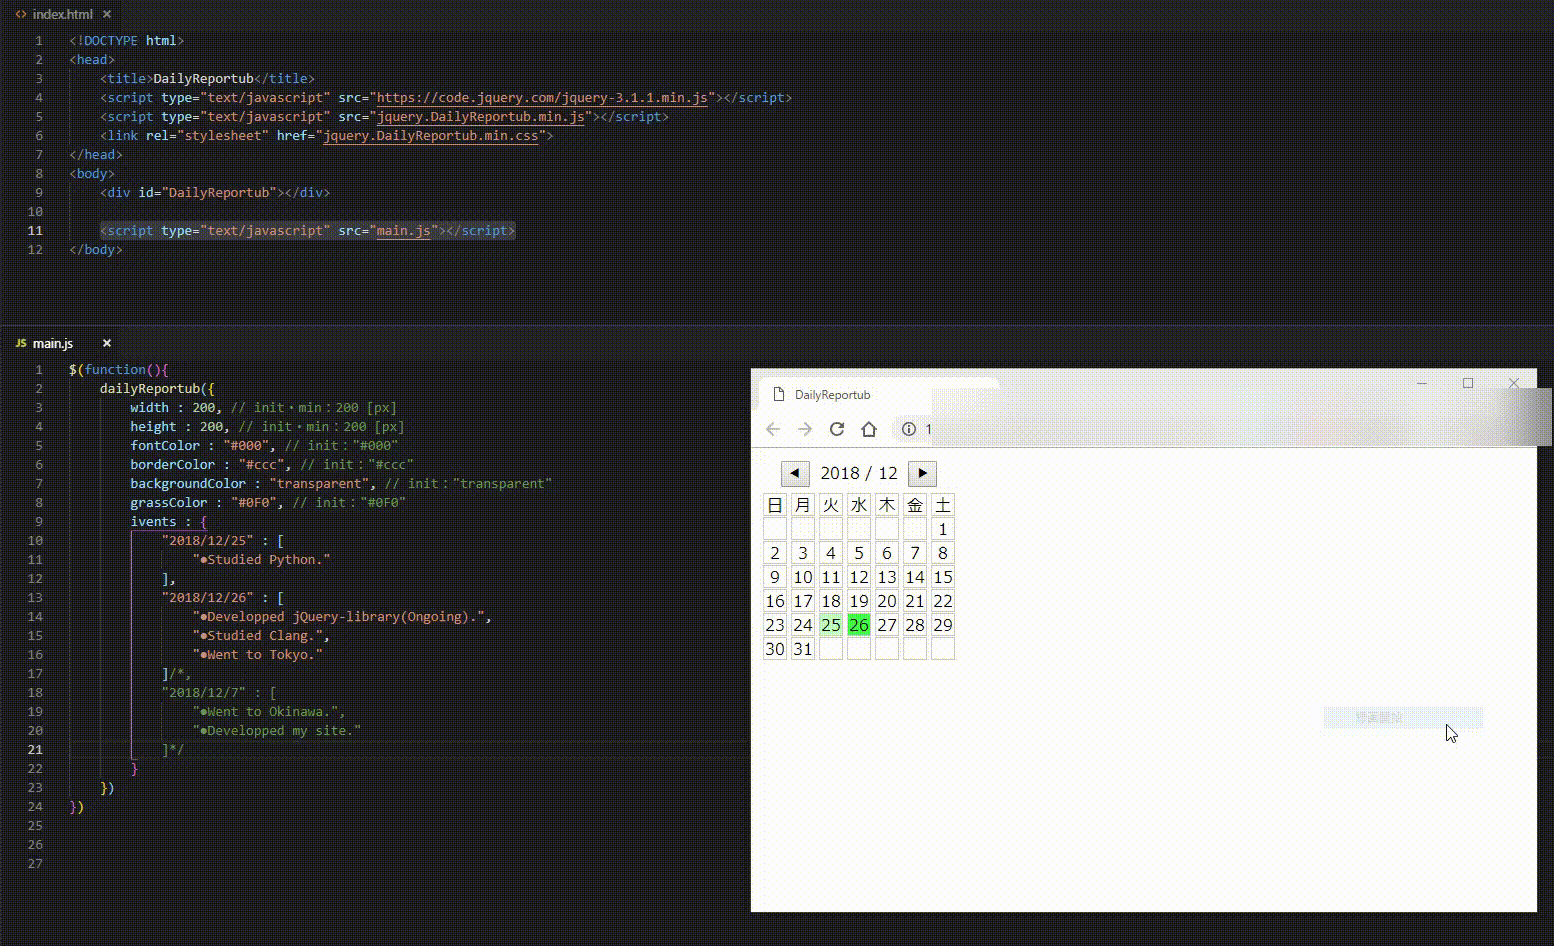 index.html ×
1 <!DOCTYPE html>
2 <head>
3 <title>DailyReportub</title>
4 <script type="text/javascript" src="https://code.jquery.com/jquery-3.1.1.min.js"></script>
5 <script type="text/javascript" src="jquery.DailyReportub.min.js"></script>
6 <link rel="stylesheet" href="jquery.DailyReportub.min.css">
7 </head>
8 <body>
9 <div id="DailyReportub"></div>
10
11 <script type="text/javascript" src="main.js"></script>
12 </body>
JS main.js ×
1 $(function(){
2 dailyReportub({
3 width : 200, // init・min：200 [px]
4 height : 200, // init・min：200 [px]
5 fontColor : "#000", // init："#000"
6 borderColor : "#ccc", // init："#ccc"
7 backgroundColor : "transparent", // init："transparent"
8 grassColor : "#0F0", // init："#0F0"
9 ivents : {
10 "2018/12/25" : [
11 "●Studied Python."
12 ],
13 "2018/12/26" : [
14 "●Developped jQuery-library(Ongoing).",
15 "●Studied Clang.",
16 "●Went to Tokyo."
17 ]/*,
18 "2018/12/7" : [
19 "●Went to Okinawa.",
20 "●Developped my site."
21 ]*/
22 }
23 })
24 })
25
26
27
DailyReportub
1
◀ 2018 / 12 ▶
日 月 火 水 木 金 土
1
2 3 4 5 6 7 8
9 10 11 12 13 14 15
16 17 18 19 20 21 22
23 24 25 26 27 28 29
30 31